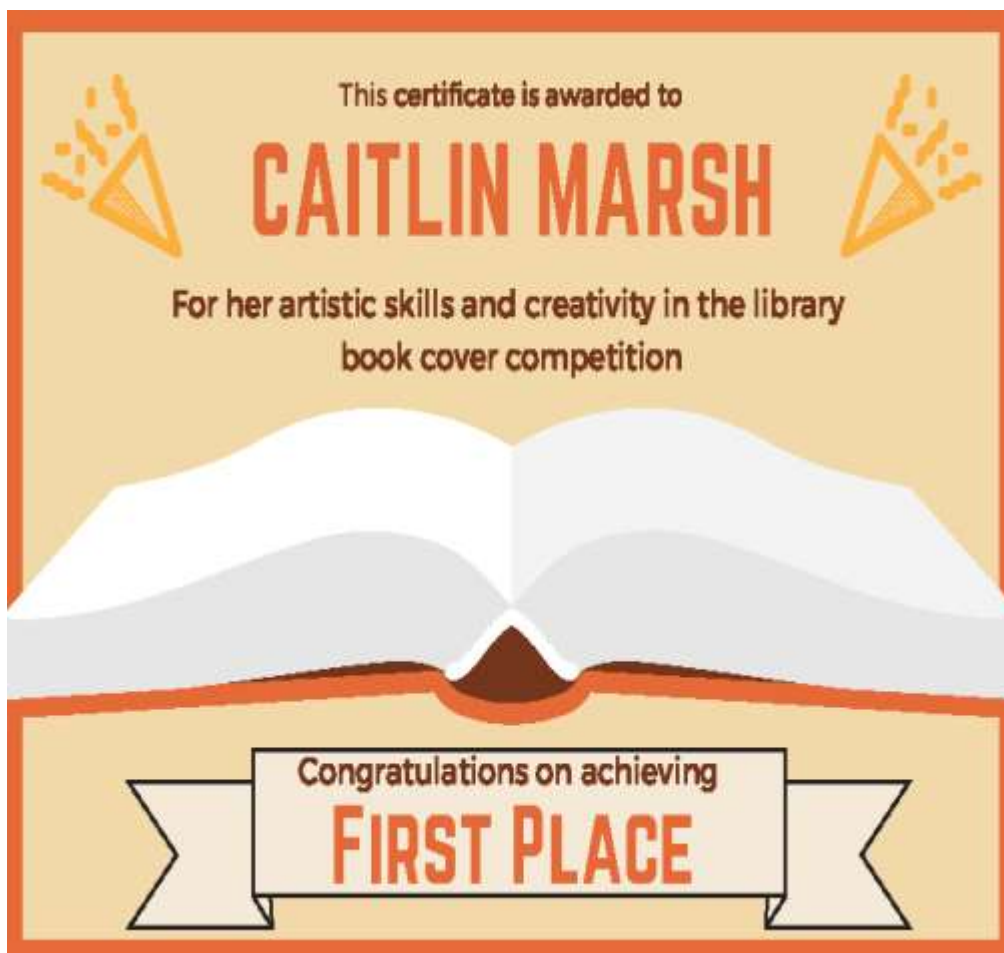 This certificate is awarded to
CAITLIN MARSH
For her artistic skills and creativity in the library
book cover competition
Congratulations on achieving
FIRST PLACE